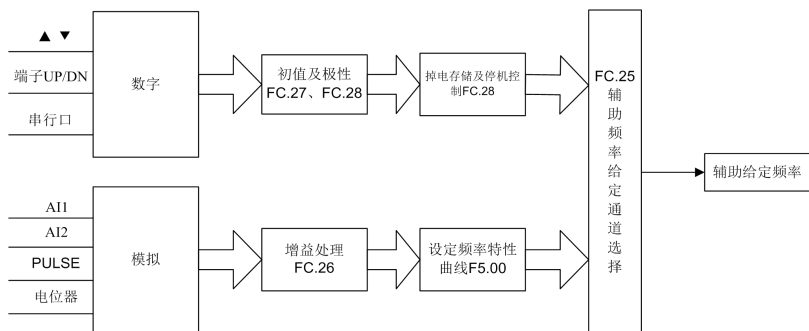 ▲ ▼
端子UP/DN
串行口
数字
初值及极性
FC.27、FC.28
掉电存储及停机控
制FC.28
AI1
AI2
PULSE
电位器
模拟
增益处理
FC.26
设定频率特性
曲线F5.00
FC.25
辅
助
频
率
给
定
通
道
选
择
辅助给定频率